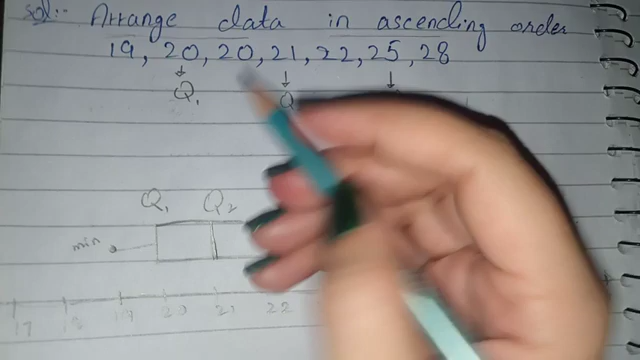 Sol:- Arrange data in ascending order
19, 20, 20, 21, 22, 25, 28
Q₁ Q
Q₁ Q₂
min
17 18 19 20 21 22